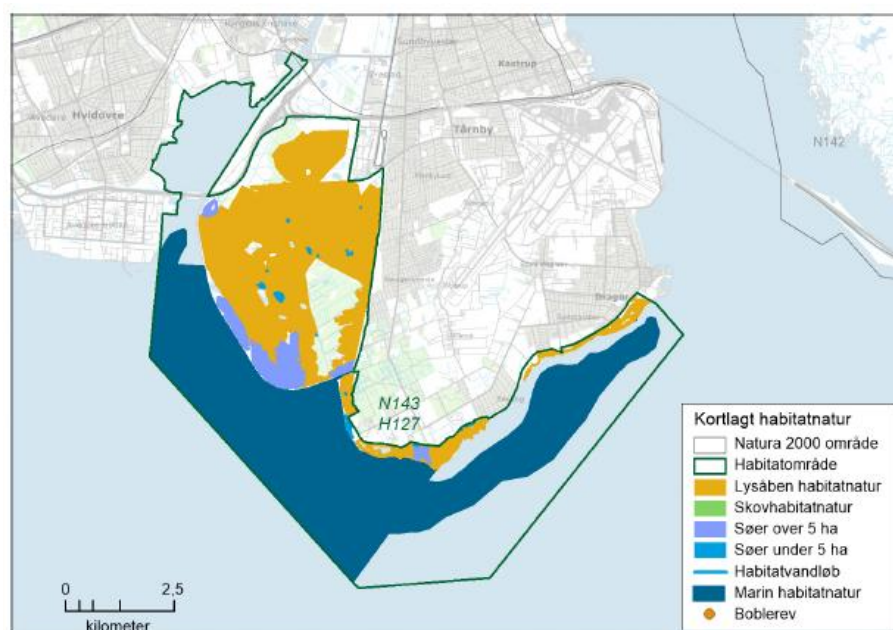 Kastrup
Hvidovre
Tårnby
N142
Dragør
N143
H127
Kortlagt habitatnatur
Natura 2000 område
Habitatområde
Lysåben habitatnatur
Skovhabitatnatur
Søer over 5 ha
Søer under 5 ha
Habitatvandløb
Marin habitatnatur
Boblerev
0 2,5
kilometer